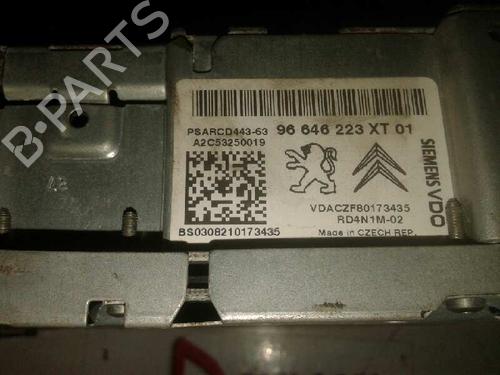 PSARCD443-63 96 646 223 XT 01
A2C53250019
SIEMENS VDO
VDACZF80173435
RD4N1M-02
BS0308210173435 Made in CZECH REP.
B-PARTS